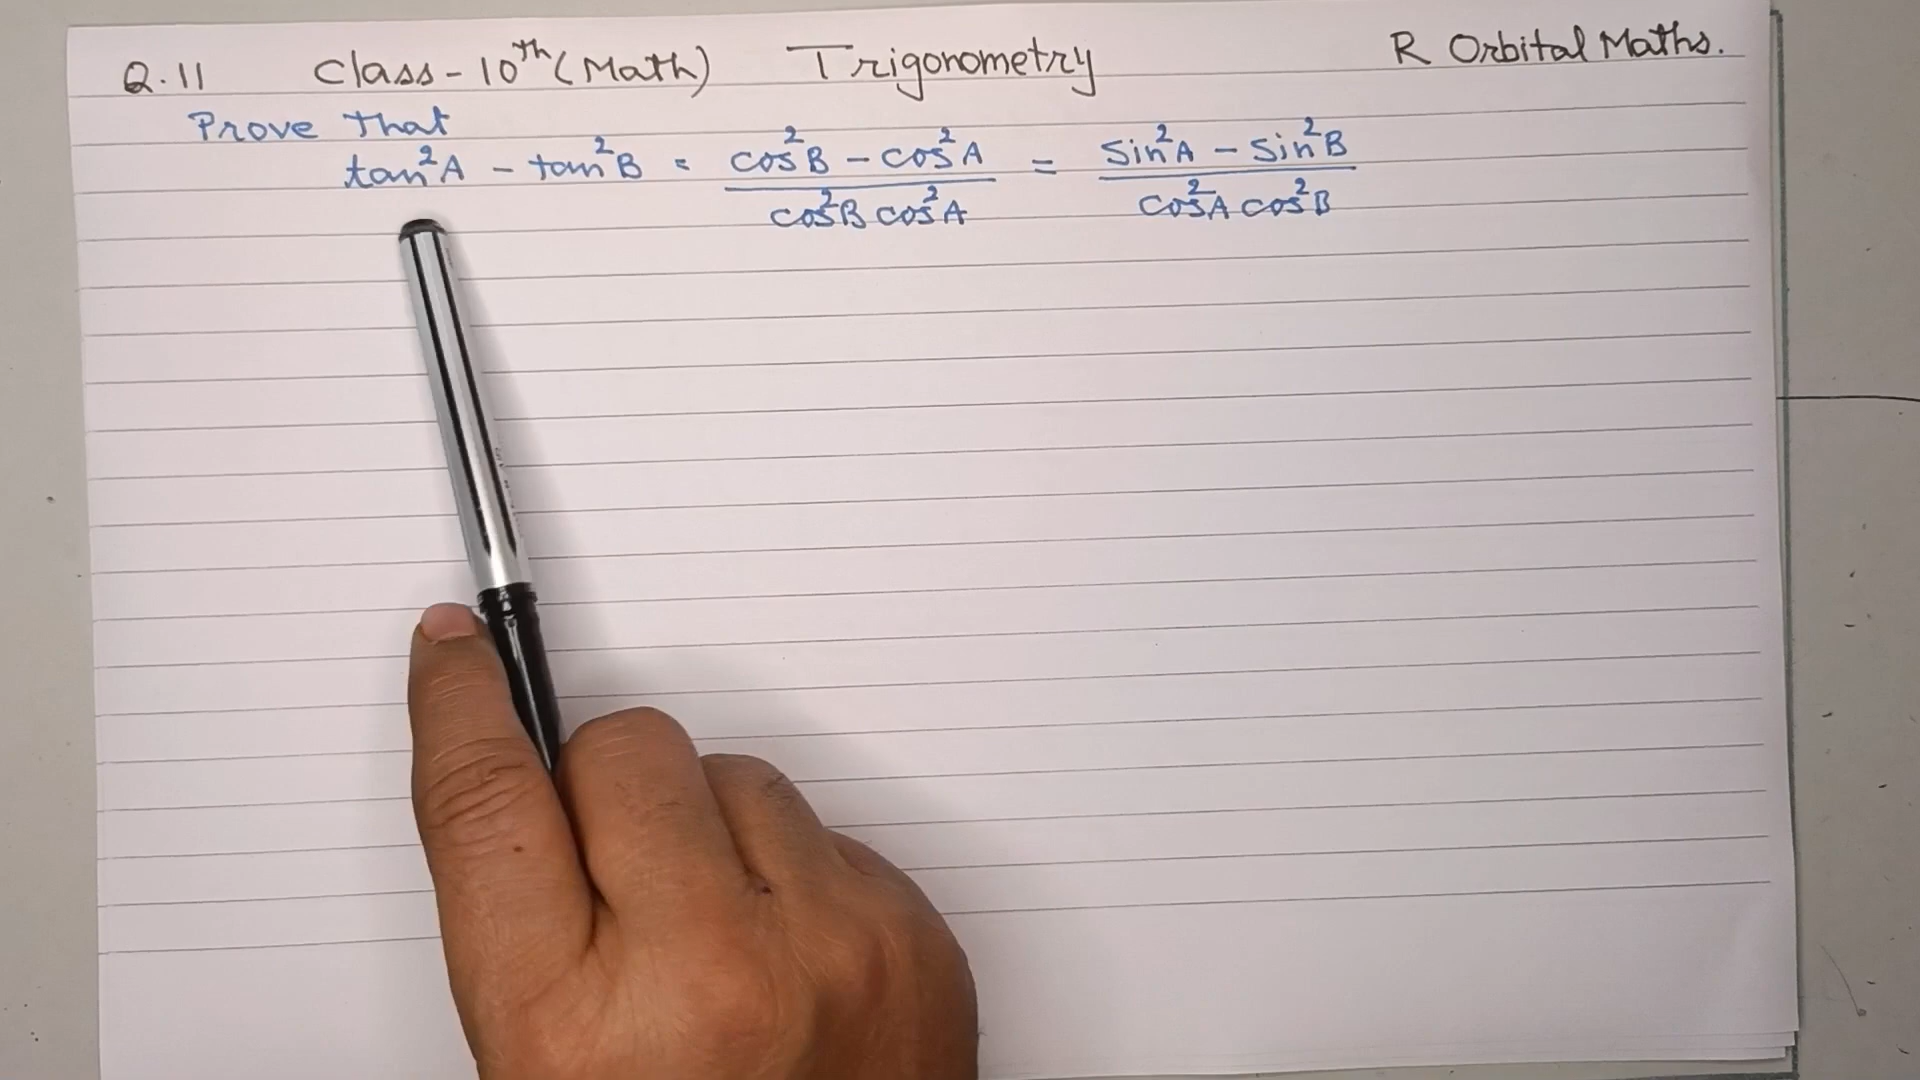 Q.11 Class-10th (Math) Trigonometry R Orbital Maths.
Prove That
tan²A - tan²B = (cos²B - cos²A)/(cos²B cos²A) = (Sin²A - Sin²B)/(cos²A cos²B)